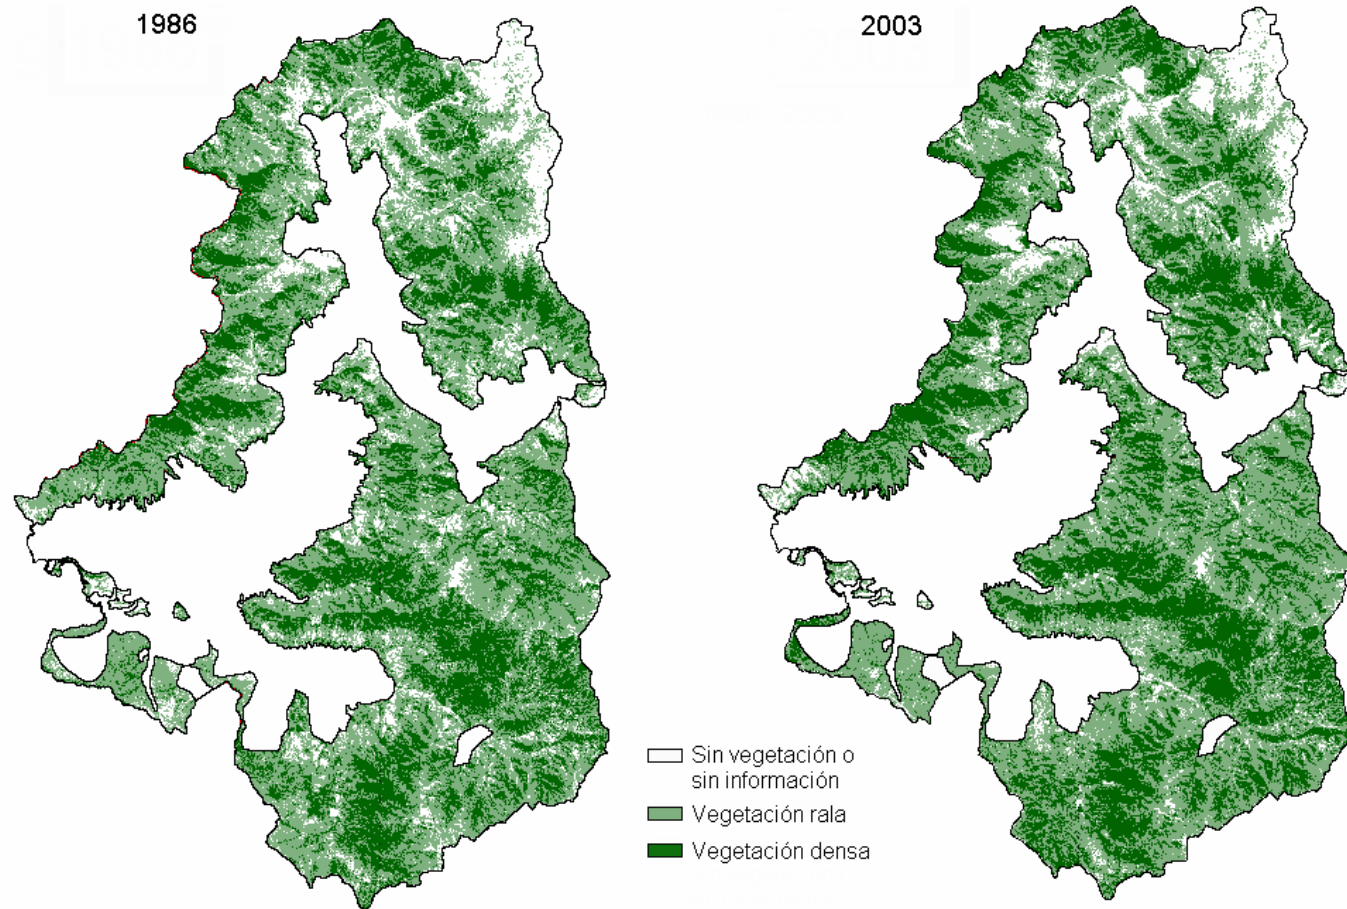 1986
2003
Sin vegetación o
sin información
Vegetación rala
Vegetación densa